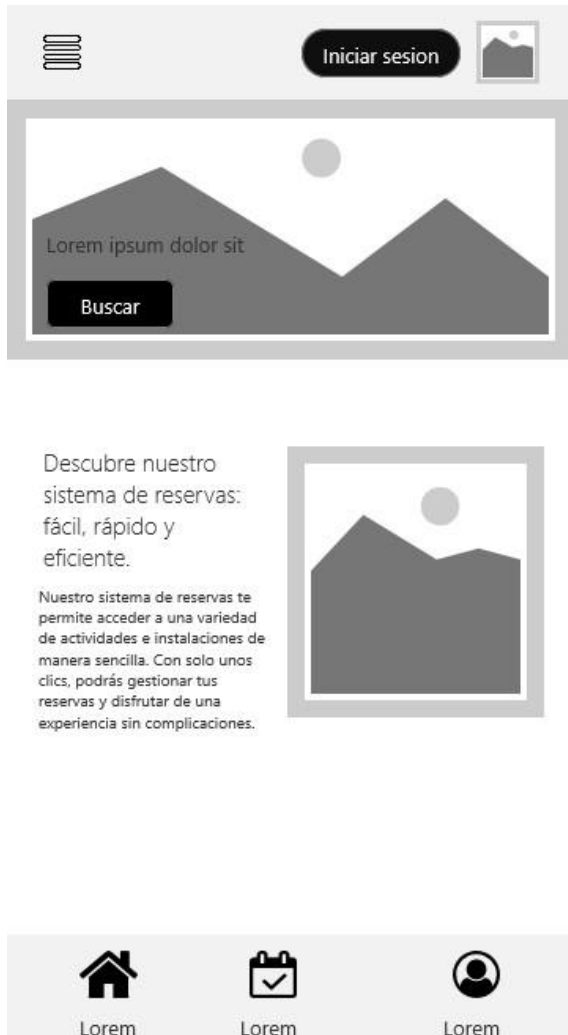 Iniciar sesion
Lorem ipsum dolor sit
Buscar
Descubre nuestro
sistema de reservas:
fácil, rápido y
eficiente.
Nuestro sistema de reservas te
permite acceder a una variedad
de actividades e instalaciones de
manera sencilla. Con solo unos
clics, podrás gestionar tus
reservas y disfrutar de una
experiencia sin complicaciones.
Lorem
Lorem
Lorem